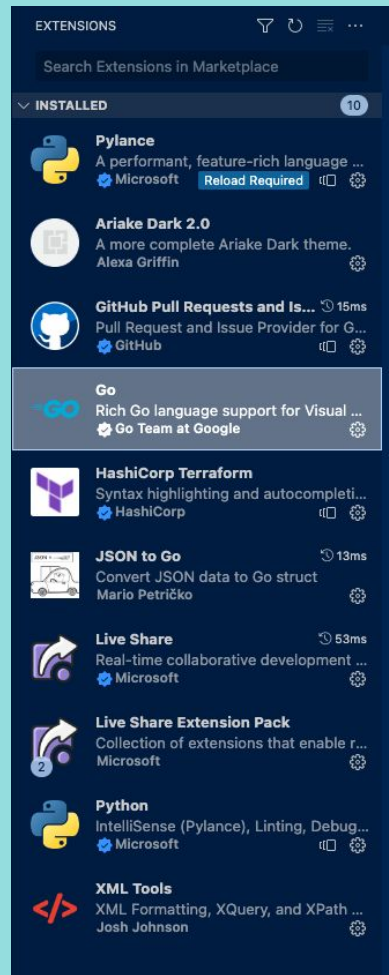 EXTENSIONS
Search Extensions in Marketplace
INSTALLED 10
Pylance
A performant, feature-rich language ...
Microsoft Reload Required
Ariake Dark 2.0
A more complete Ariake Dark theme.
Alexa Griffin
GitHub Pull Requests and Is... 15ms
Pull Request and Issue Provider for G...
GitHub
GO
Go
Rich Go language support for Visual ...
Go Team at Google
HashiCorp Terraform
Syntax highlighting and autocompleti...
HashiCorp
JSON to Go 13ms
Convert JSON data to Go struct
Mario Petričko
Live Share 53ms
Real-time collaborative development ...
Microsoft
Live Share Extension Pack
Collection of extensions that enable r...
2
Microsoft
Python
IntelliSense (Pylance), Linting, Debug...
Microsoft
XML Tools
</>
XML Formatting, XQuery, and XPath ...
Josh Johnson